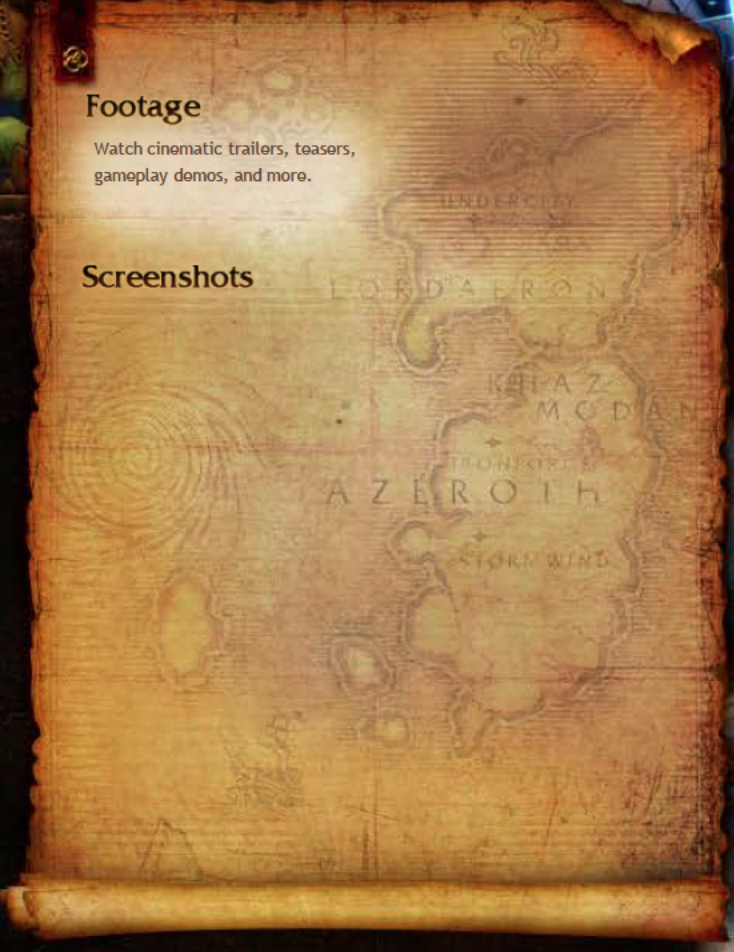 Footage
Watch cinematic trailers, teasers,
gameplay demos, and more.
UNDERCITY
Screenshots
LORDAERON
KHAZ
MODAN
IRONFORGE
AZEROTH
STORMWIND